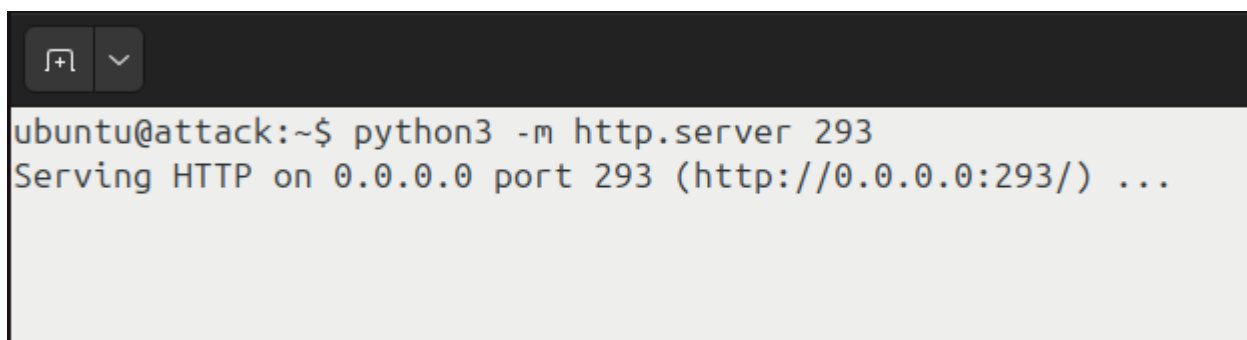 ubuntu@attack:~$ python3 -m http.server 293
Serving HTTP on 0.0.0.0 port 293 (http://0.0.0.0:293/) ...